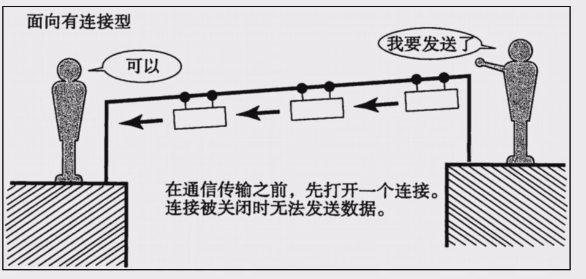 面向有连接型
我要发送了
可以
在通信传输之前，先打开一个连接。
连接被关闭时无法发送数据。